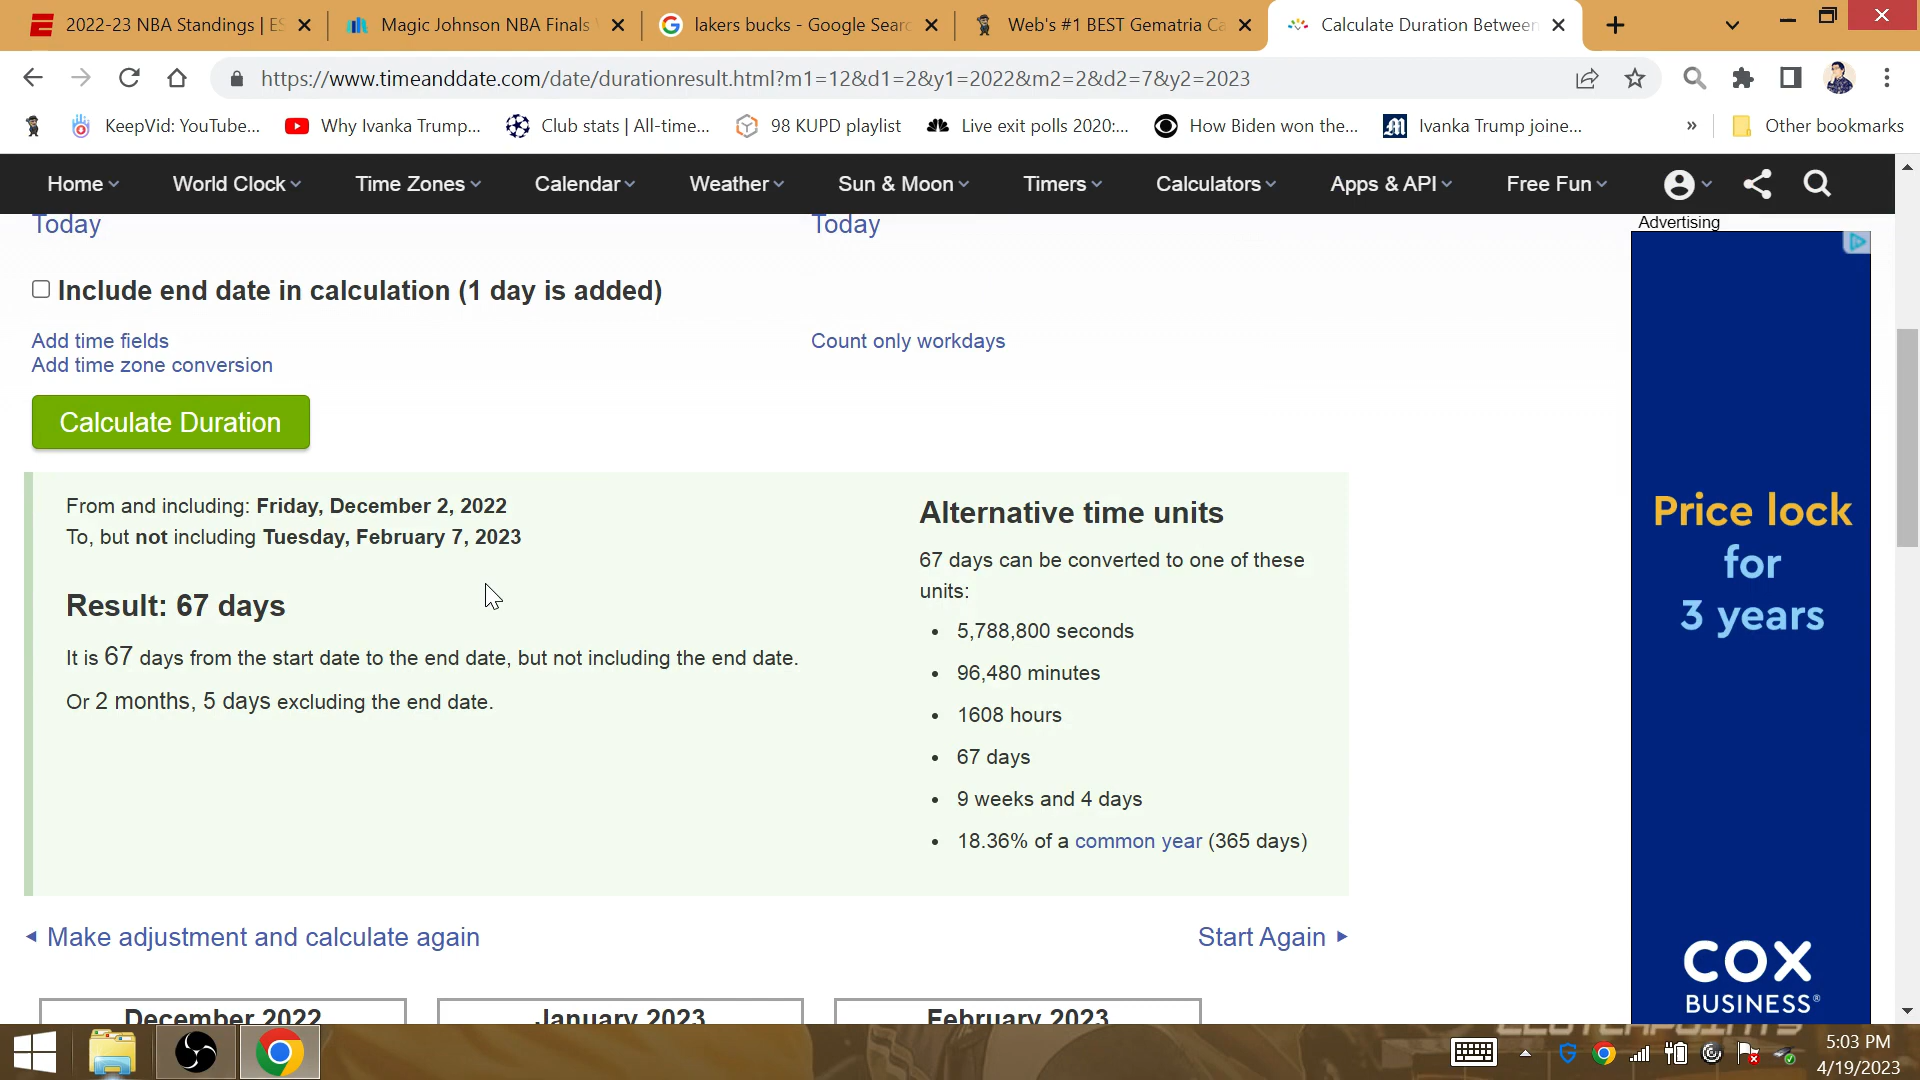 2022-23 NBA Standings | ES
Magic Johnson NBA Finals
lakers bucks - Google Searc
Web's #1 BEST Gematria Ca
Calculate Duration Between
https://www.timeanddate.com/date/durationresult.html?m1=12&d1=2&y1=2022&m2=2&d2=7&y2=2023
KeepVid: YouTube...
Why Ivanka Trump...
Club stats | All-time...
98 KUPD playlist
Live exit polls 2020:...
How Biden won the...
Ivanka Trump joine...
»
Other bookmarks
Home
World Clock
Time Zones
Calendar
Weather
Sun & Moon
Timers
Calculators
Apps & API
Free Fun
Today
Today
Advertising
Include end date in calculation (1 day is added)
Add time fields
Count only workdays
Add time zone conversion
Calculate Duration
From and including: Friday, December 2, 2022
To, but not including Tuesday, February 7, 2023
Result: 67 days
It is 67 days from the start date to the end date, but not including the end date.
Or 2 months, 5 days excluding the end date.
Alternative time units
67 days can be converted to one of these
units:
• 5,788,800 seconds
• 96,480 minutes
• 1608 hours
• 67 days
• 9 weeks and 4 days
• 18.36% of a common year (365 days)
Make adjustment and calculate again
Start Again
December 2022
January 2023
February 2023
Price lock
for
3 years
COX
BUSINESS®
5:03 PM
4/19/2023